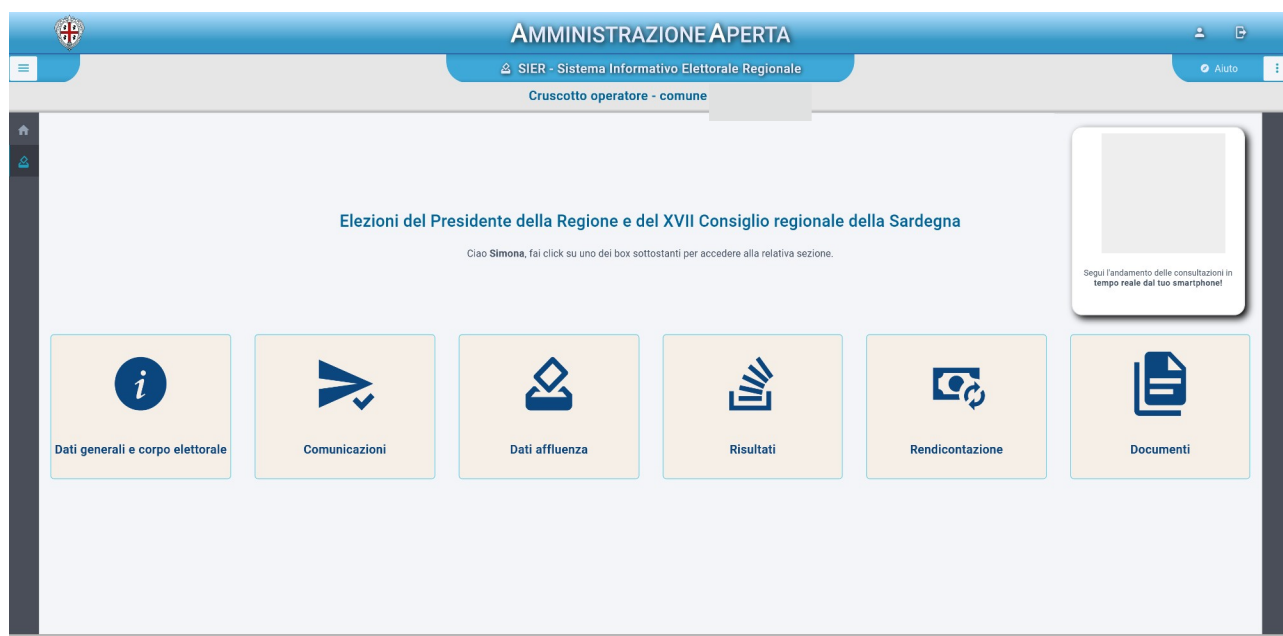 AMMINISTRAZIONE APERTA
SIER - Sistema Informativo Elettorale Regionale
Aiuto
Cruscotto operatore - comune
Elezioni del Presidente della Regione e del XVII Consiglio regionale della Sardegna
Ciao Simona, fai click su uno dei box sottostanti per accedere alla relativa sezione.
Segui l'andamento delle consultazioni in
tempo reale dal tuo smartphone!
Dati generali e corpo elettorale
Comunicazioni
Dati affluenza
Risultati
Rendicontazione
Documenti